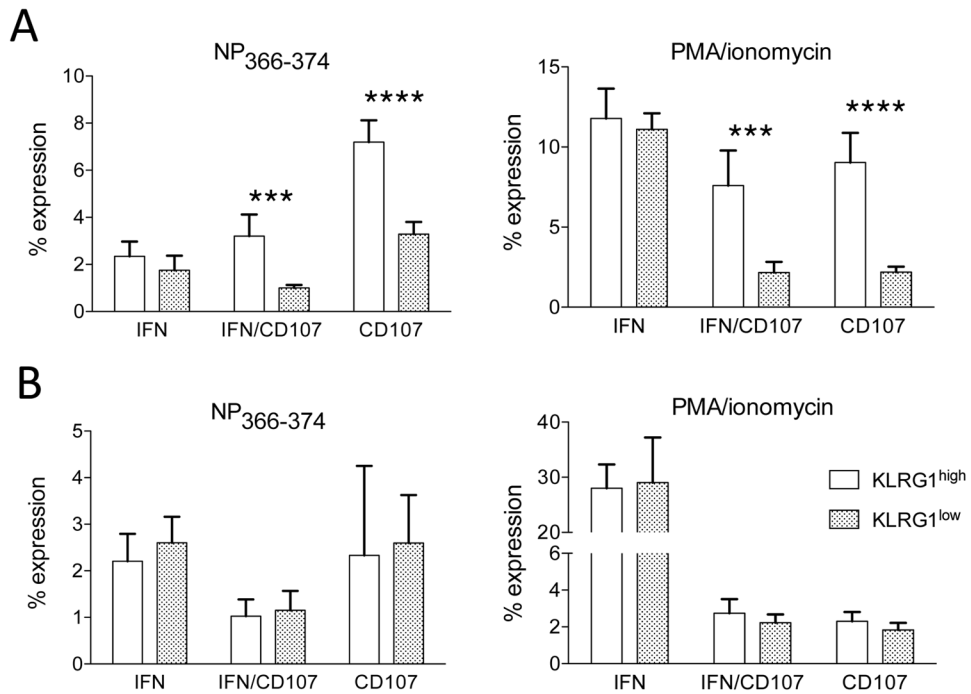 A
NP366-374
% expression
10
8
6
4
2
0
***
****
IFN
IFN/CD107
CD107
PMA/ionomycin
% expression
15
10
5
0
***
****
IFN
IFN/CD107
CD107
B
NP366-374
% expression
5
4
3
2
1
0
IFN
IFN/CD107
CD107
PMA/ionomycin
% expression
40
30
20
6
4
2
0
IFN
IFN/CD107
CD107
KLRG1high
KLRG1low